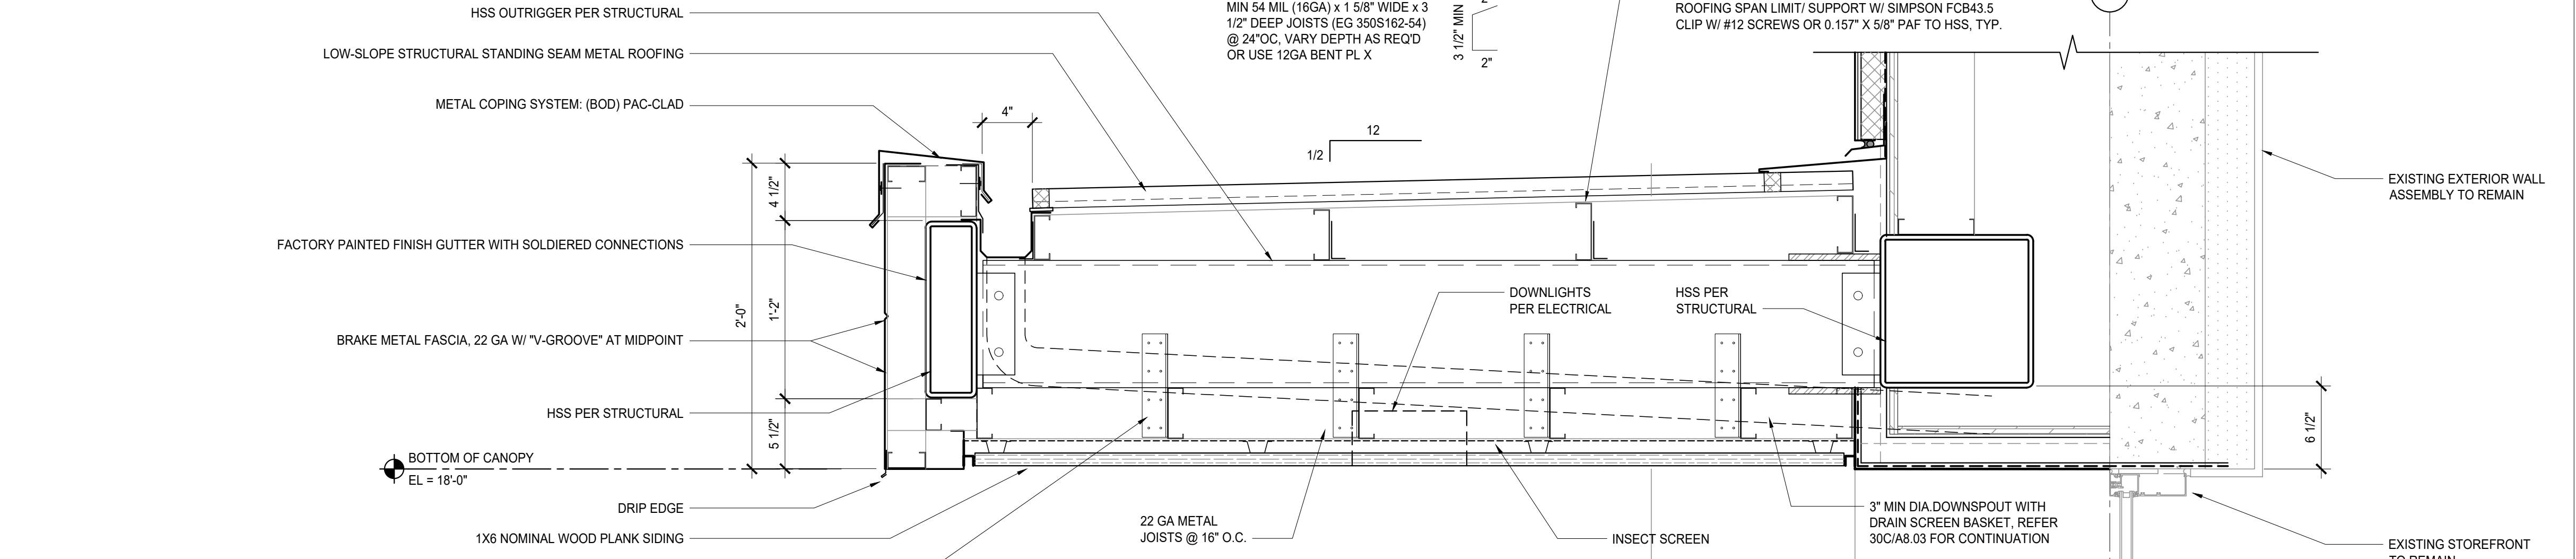 HSS OUTRIGGER PER STRUCTURAL
LOW-SLOPE STRUCTURAL STANDING SEAM METAL ROOFING
METAL COPING SYSTEM: (BOD) PAC-CLAD
FACTORY PAINTED FINISH GUTTER WITH SOLDIERED CONNECTIONS
BRAKE METAL FASCIA, 22 GA W/ "V-GROOVE" AT MIDPOINT
HSS PER STRUCTURAL
BOTTOM OF CANOPY
EL = 18'-0"
DRIP EDGE
1X6 NOMINAL WOOD PLANK SIDING
2'-0"
4 1/2"
1'-2"
5 1/2"
4"
MIN 54 MIL (16GA) x 1 5/8" WIDE x 3
1/2" DEEP JOISTS (EG 350S162-54)
@ 24"OC, VARY DEPTH AS REQ'D
OR USE 12GA BENT PL X
3 1/2" MIN
2"
2"
12
1/2
ROOFING SPAN LIMIT/ SUPPORT W/ SIMPSON FCB43.5
CLIP W/ #12 SCREWS OR 0.157" X 5/8" PAF TO HSS, TYP.
DOWNLIGHTS
PER ELECTRICAL
HSS PER
STRUCTURAL
22 GA METAL
JOISTS @ 16" O.C.
INSECT SCREEN
3" MIN DIA.DOWNSPOUT WITH
DRAIN SCREEN BASKET, REFER
30C/A8.03 FOR CONTINUATION
EXISTING EXTERIOR WALL
ASSEMBLY TO REMAIN
6 1/2"
EXISTING STOREFRONT
TO REMAIN